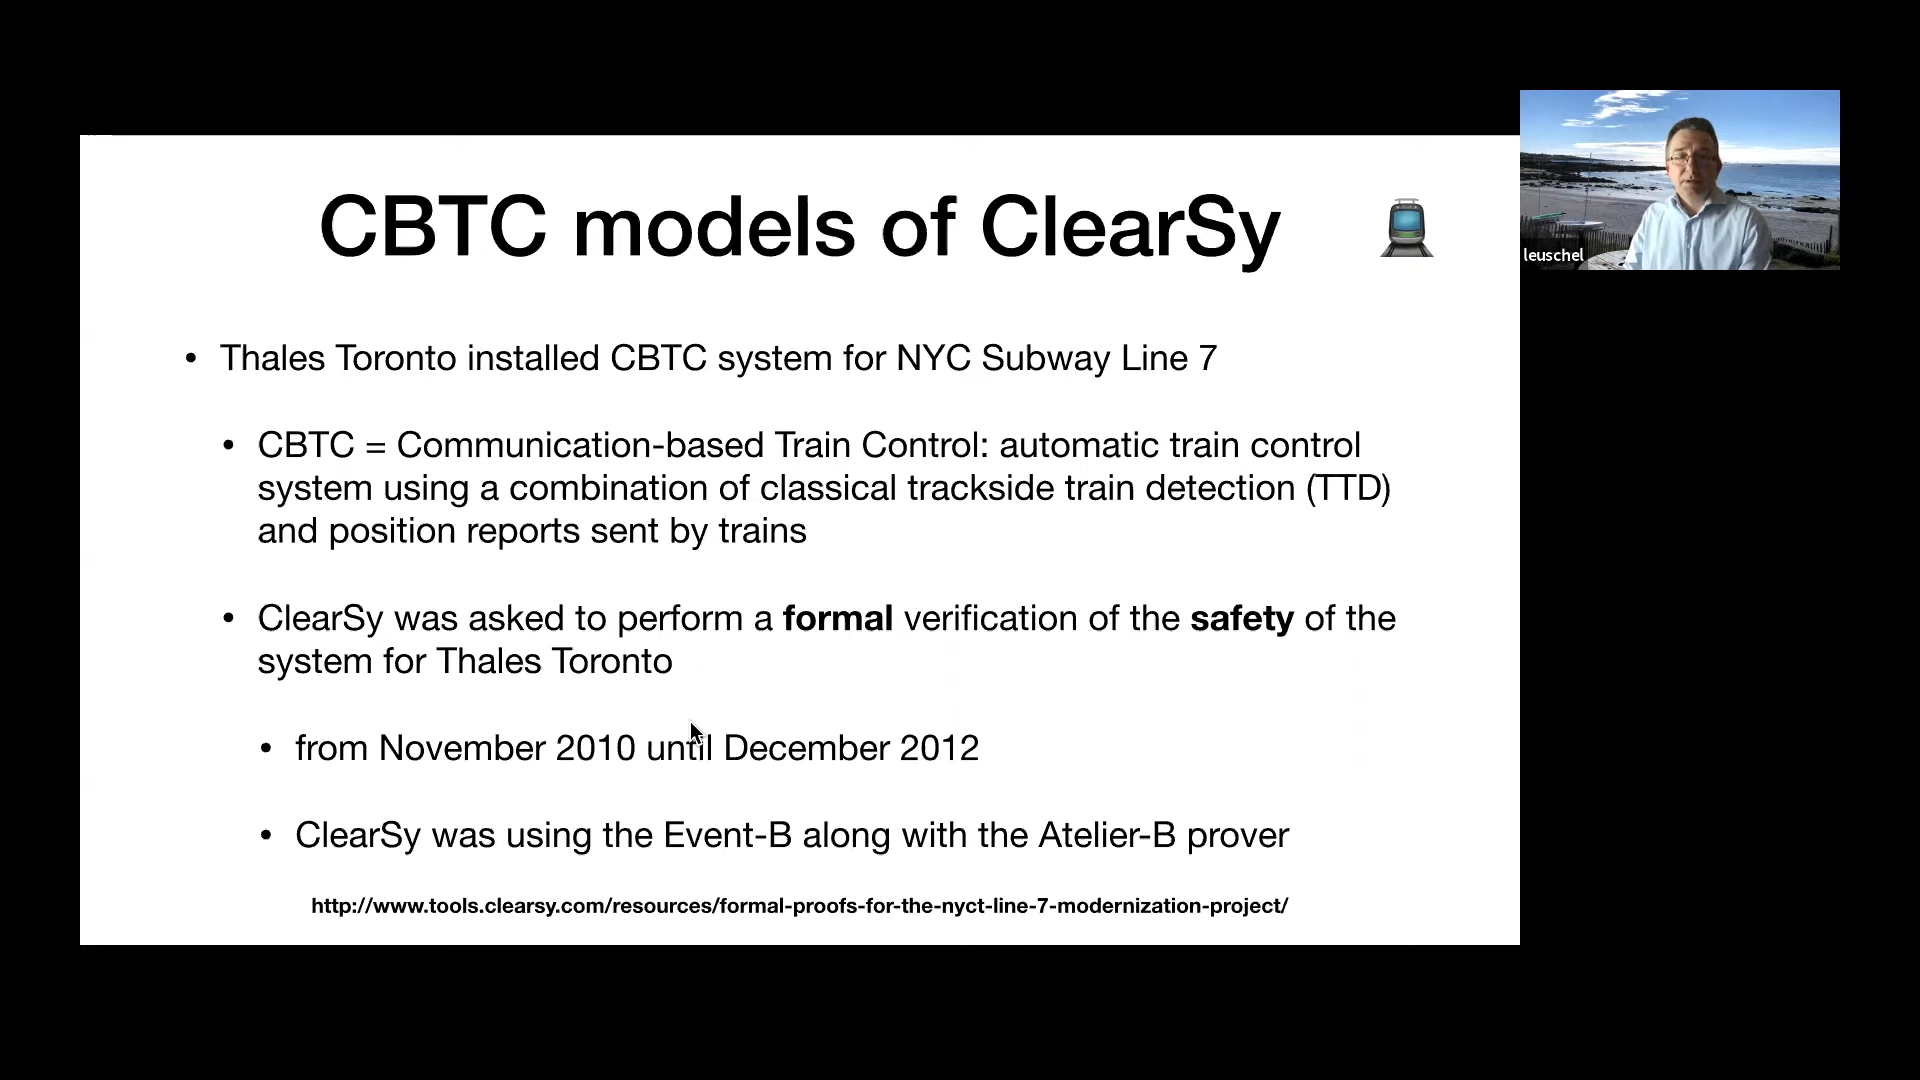 CBTC models of ClearSy
leuschel
• Thales Toronto installed CBTC system for NYC Subway Line 7
• CBTC = Communication-based Train Control: automatic train control
system using a combination of classical trackside train detection (TTD)
and position reports sent by trains
• ClearSy was asked to perform a formal verification of the safety of the
system for Thales Toronto
• from November 2010 until December 2012
• ClearSy was using the Event-B along with the Atelier-B prover
http://www.tools.clearsy.com/resources/formal-proofs-for-the-nyct-line-7-modernization-project/